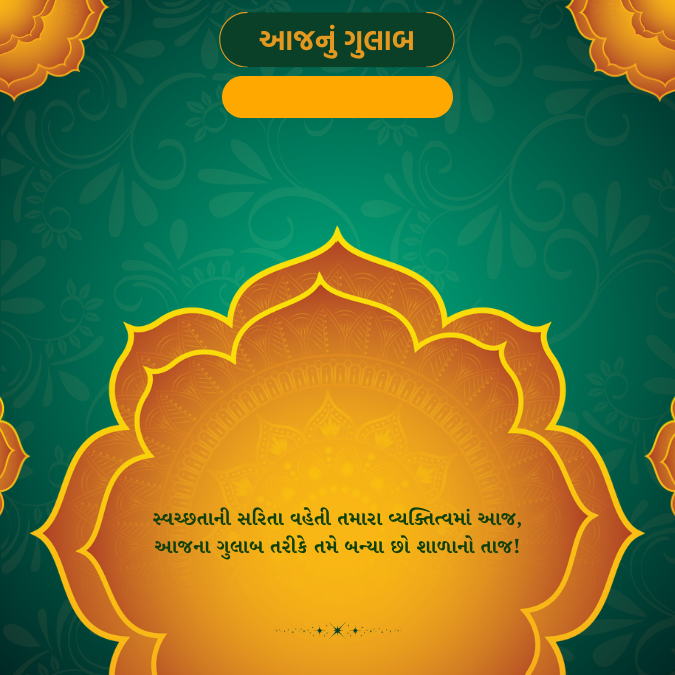 આજનું ગુલાબ
સ્વચ્છતાની સરિતા વહેતી તમારા વ્યક્તિત્વમાં આજ,
આજના ગુલાબ તરીકે તમે બન્યા છો શાળાનો તાજ!